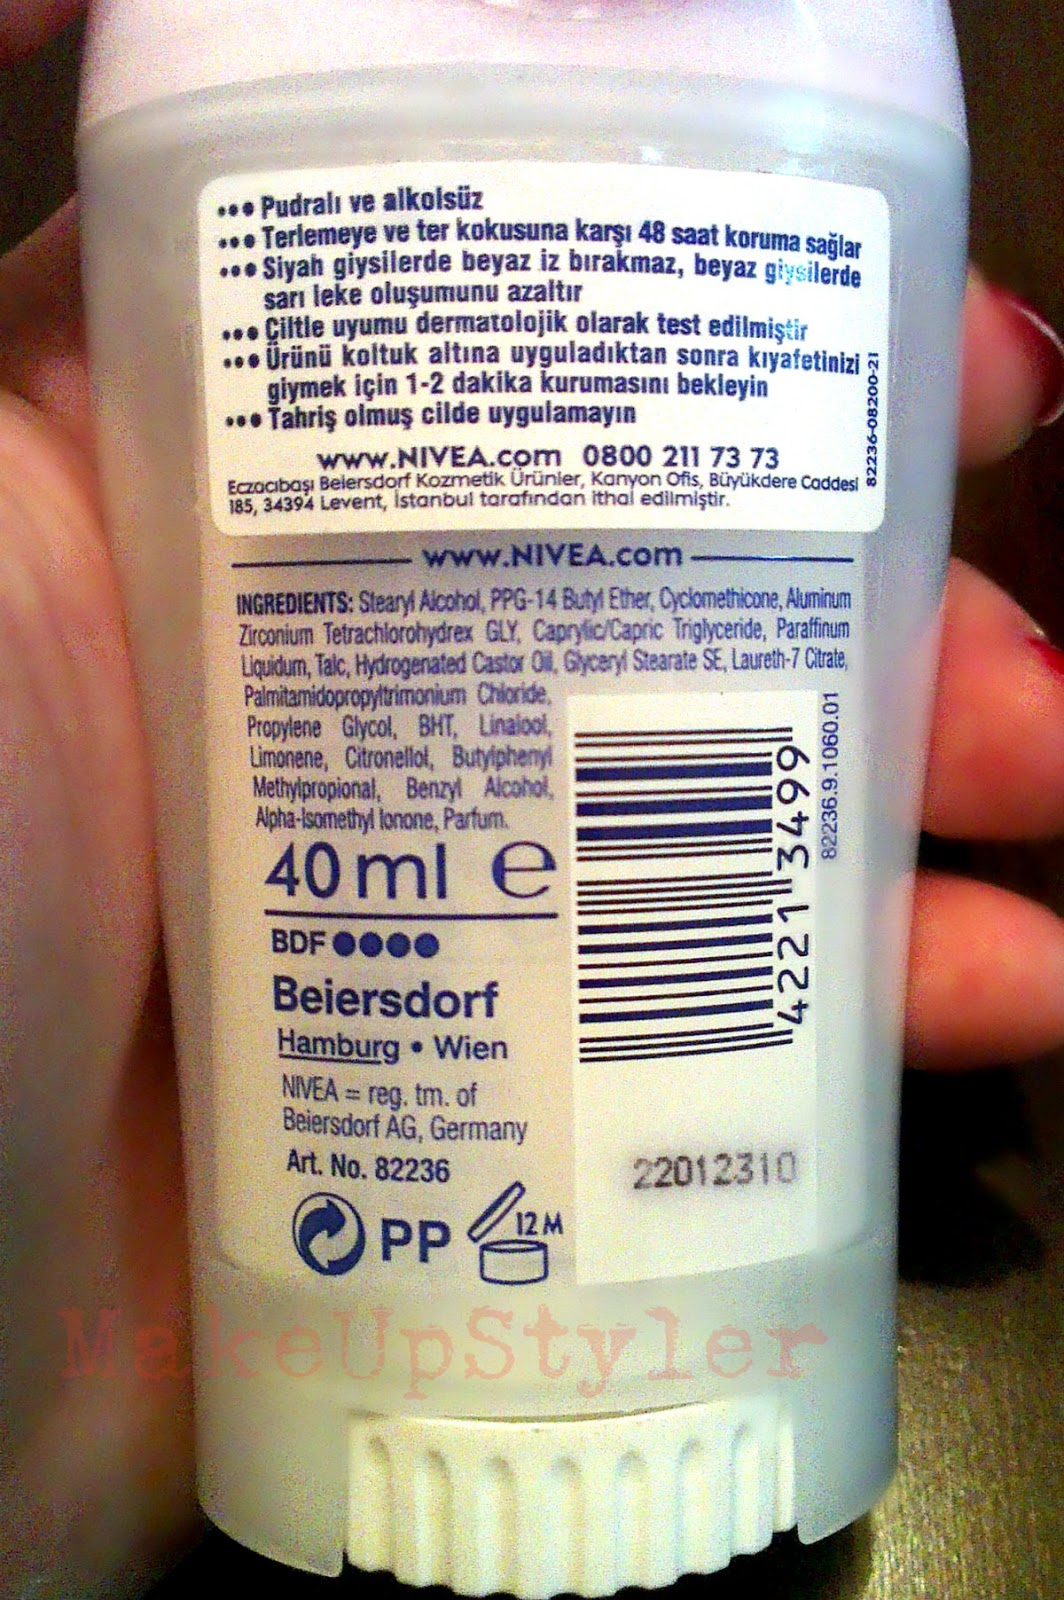 ••• Pudralı ve alkolsüz
••• Terlemeye ve ter kokusuna karşı 48 saat koruma sağlar
••• Siyah giysilerde beyaz iz bırakmaz, beyaz giysilerde
sarı leke oluşumunu azaltır
••• Ciltle uyumu dermatolojik olarak test edilmiştir
••• Ürünü koltuk altına uyguladıktan sonra kıyafetinizi
giymek için 1-2 dakika kurumasını bekleyin
••• Tahriş olmuş cilde uygulamayın
www.NIVEA.com 0800 211 73 73
Eczacıbaşı Beiersdorf Kozmetik Ürünler, Kanyon Ofis, Büyükdere Caddesi
185, 34394 Levent, İstanbul tarafından ithal edilmiştir.
82236-08200-21
www.NIVEA.com
INGREDIENTS: Stearyl Alcohol, PPG-14 Butyl Ether, Cyclomethicone, Aluminum
Zirconium Tetrachlorohydrex GLY, Caprylic/Capric Triglyceride, Paraffinum
Liquidum, Talc, Hydrogenated Castor Oil, Glyceryl Stearate SE, Laureth-7 Citrate,
Palmitamidopropyltrimonium Chloride,
Propylene Glycol, BHT, Linalool,
Limonene, Citronellol, Butylphenyl
Methylpropional, Benzyl Alcohol,
Alpha-Isomethyl Ionone, Parfum.
40 ml e
BDF●●●●
Beiersdorf
Hamburg • Wien
NIVEA = reg. tm. of
Beiersdorf AG, Germany
Art. No. 82236
PP
12 M
42213499
82236.9.1060.01
22012310
MakeUpStyler